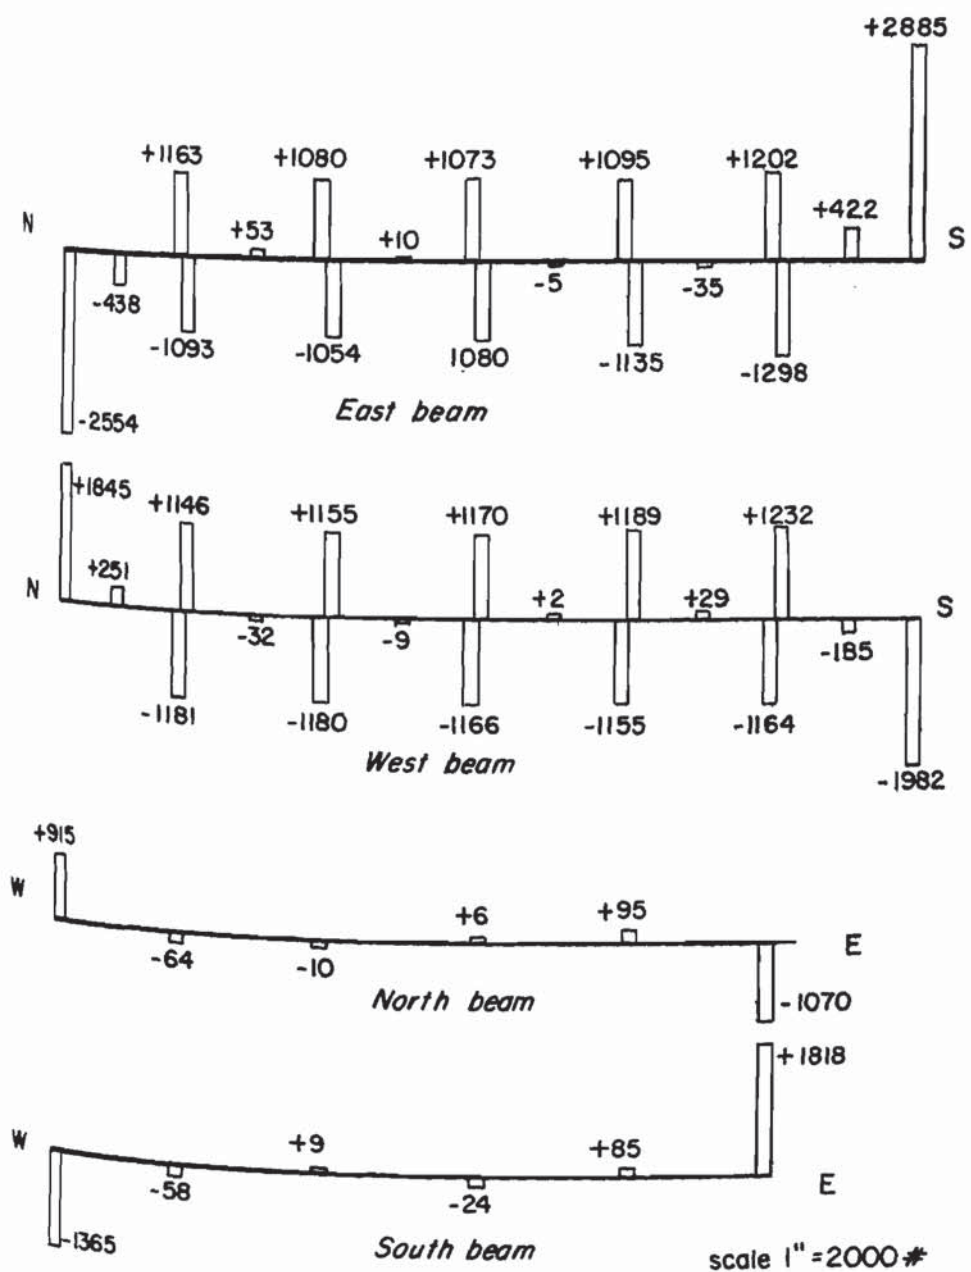 +2885
+1163 +1080 +1073 +1095 +1202
+53 +10 +422
N S
-438 -5 -35
-1093 -1054 1080 -1135 -1298
East beam
-2554
+1845 +1146 +1155 +1170 +1189 +1232
+251 +2 +29
N S
-32 -9 -185
-1181 -1180 -1166 -1155 -1164
West beam
-1982
+915
W
+6 +95
E
-64 -10
North beam
-1070
+1818
W
+9 +85
-58 -24
E
-1365
South beam
scale 1" = 2000 #